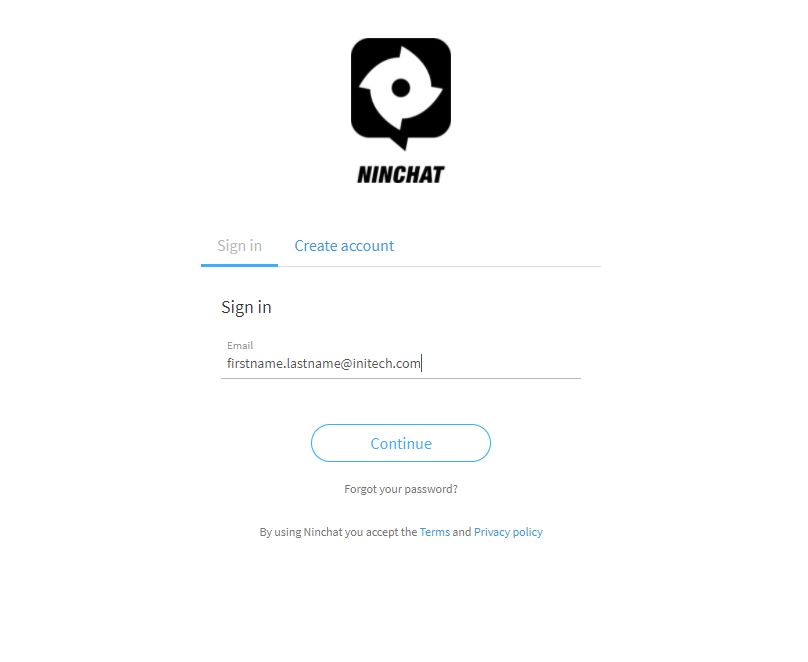 NINCHAT
Sign in Create account
Sign in
Email
firstname.lastname@initech.com
Continue
Forgot your password?
By using Ninchat you accept the Terms and Privacy policy